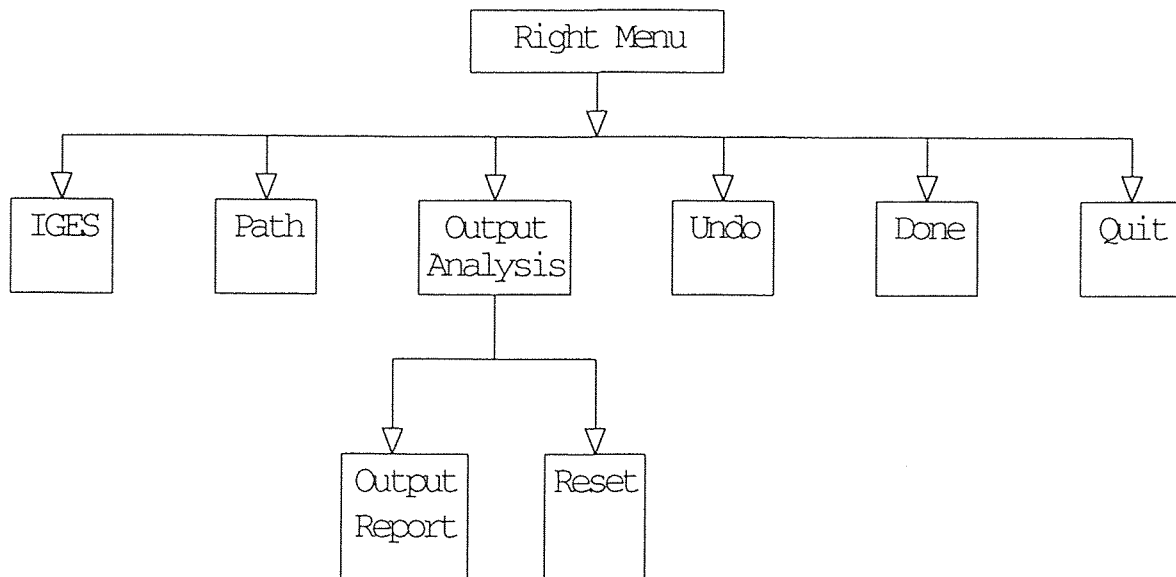 Right Menu
IGES
Path
Output
Analysis
Undo
Done
Quit
Output
Report
Reset